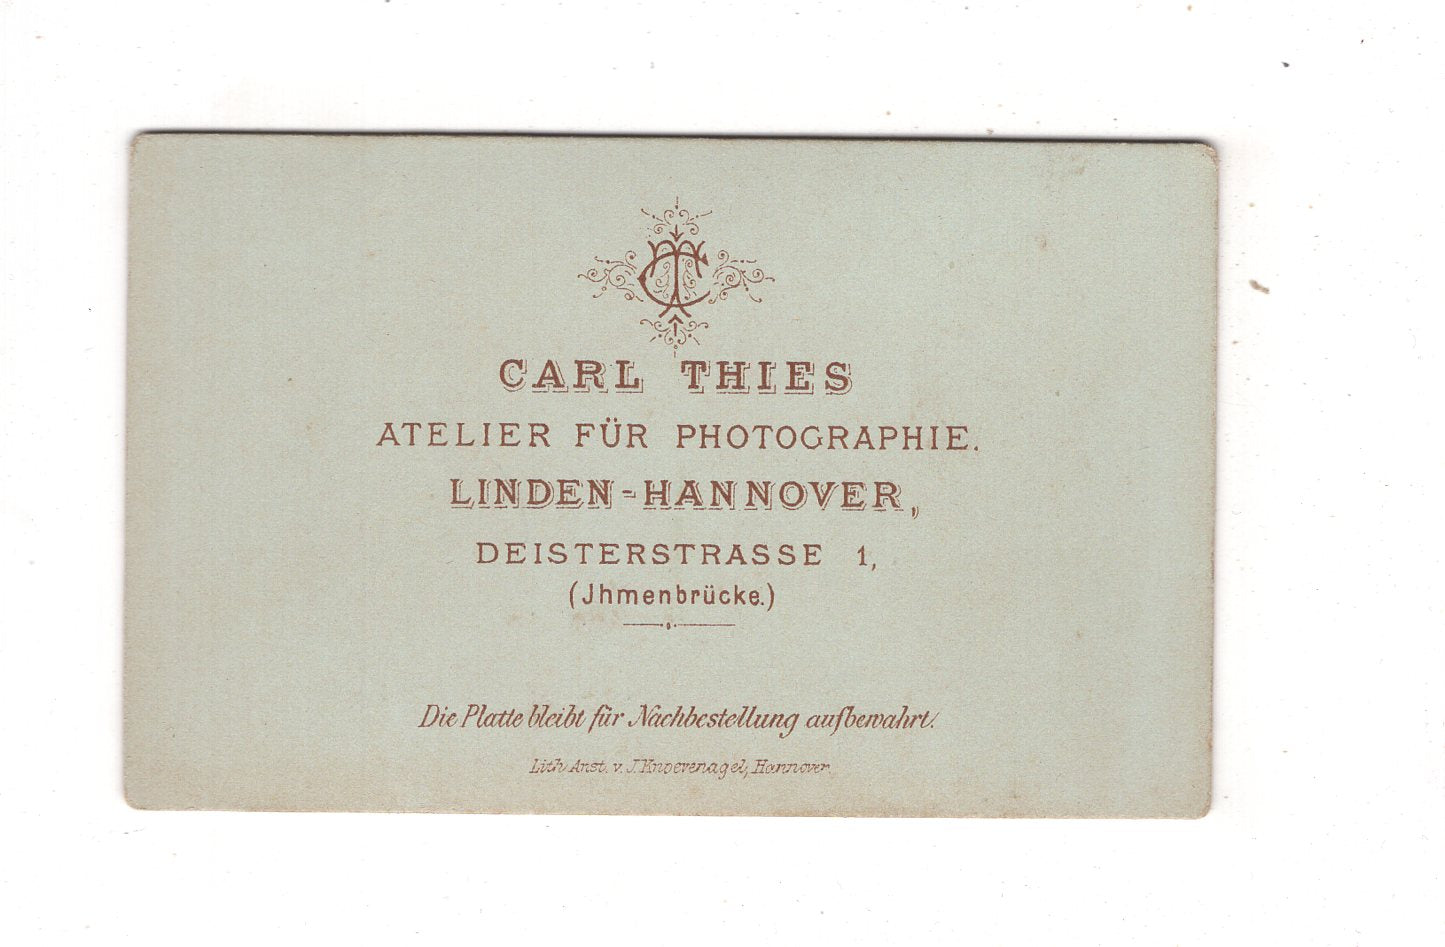 CT
CARL THIES
ATELIER FÜR PHOTOGRAPHIE.
LINDEN-HANNOVER,
DEISTERSTRASSE 1,
(Jhmenbrücke.)
Die Platte bleibt für Nachbestellung aufbewahrt.
Lith. Anst. v. J. Knoevenagel, Hannover.